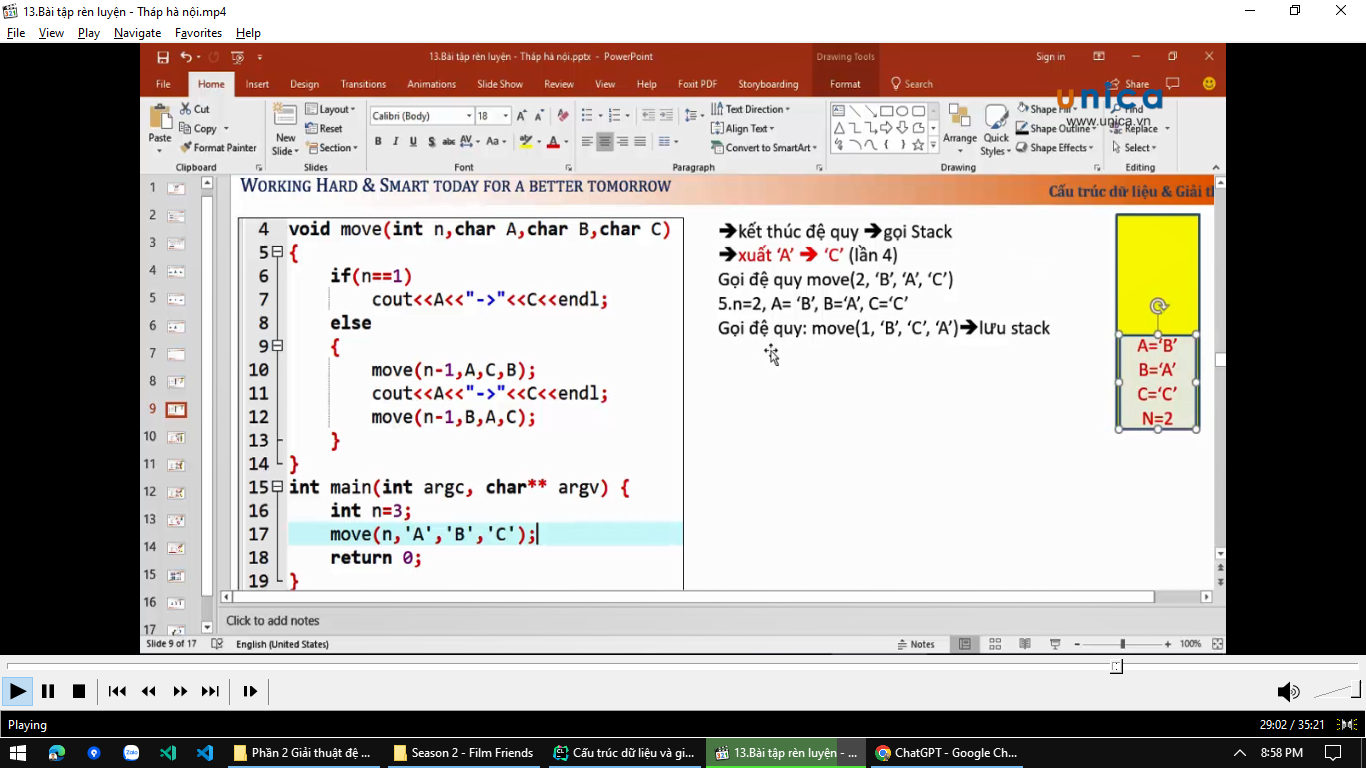 13.Bài tập rèn luyện - Tháp hà nội.mp4
File View Play Navigate Favorites Help
13.Bài tập rèn luyện - Tháp hà nội.pptx - PowerPoint
Drawing Tools
Sign in
File Home Insert Design Transitions Animations Slide Show Review View Help Foxit PDF Storyboarding Format Search Share
unica
www.unica.vn
Paste
Cut
Copy
Format Painter
Clipboard
New Slide
Layout
Reset
Section
Slides
Calibri (Body) 18
B I U S abc AV Aa A
Font
Text Direction
Align Text
Convert to SmartArt
Paragraph
Arrange
Quick Styles
Shape Fill
Shape Outline
Shape Effects
Drawing
Find
Replace
Select
Editing
1
2
3
4
5
6
7
8
9
10
11
12
13
14
15
16
17
WORKING HARD & SMART TODAY FOR A BETTER TOMORROW
Cấu trúc dữ liệu & Giải th
4 void move(int n,char A,char B,char C)
5 {
6 if(n==1)
7 cout<<A<<"->"<<C<<endl;
8 else
9 {
10 move(n-1,A,C,B);
11 cout<<A<<"->"<<C<<endl;
12 move(n-1,B,A,C);
13 }
14 }
15 int main(int argc, char** argv) {
16 int n=3;
17 move(n,'A','B','C');
18 return 0;
19 }
➔kết thúc đệ quy ➔gọi Stack
➔xuất ‘A’ ➔ ‘C’ (lần 4)
Gọi đệ quy move(2, ‘B’, ‘A’, ‘C’)
5.n=2, A= ‘B’, B=‘A’, C=‘C’
Gọi đệ quy: move(1, ‘B’, ‘C’, ‘A’)➔lưu stack
A=‘B’
B=‘A’
C=‘C’
N=2
Click to add notes
Slide 9 of 17 English (United States) Notes 100%
Playing
29:02 / 35:21
Zalo
Phần 2 Giải thuật đệ ...
Season 2 - Film Friends
Cấu trúc dữ liệu và gi...
13.Bài tập rèn luyện - ...
ChatGPT - Google Ch...
8:58 PM